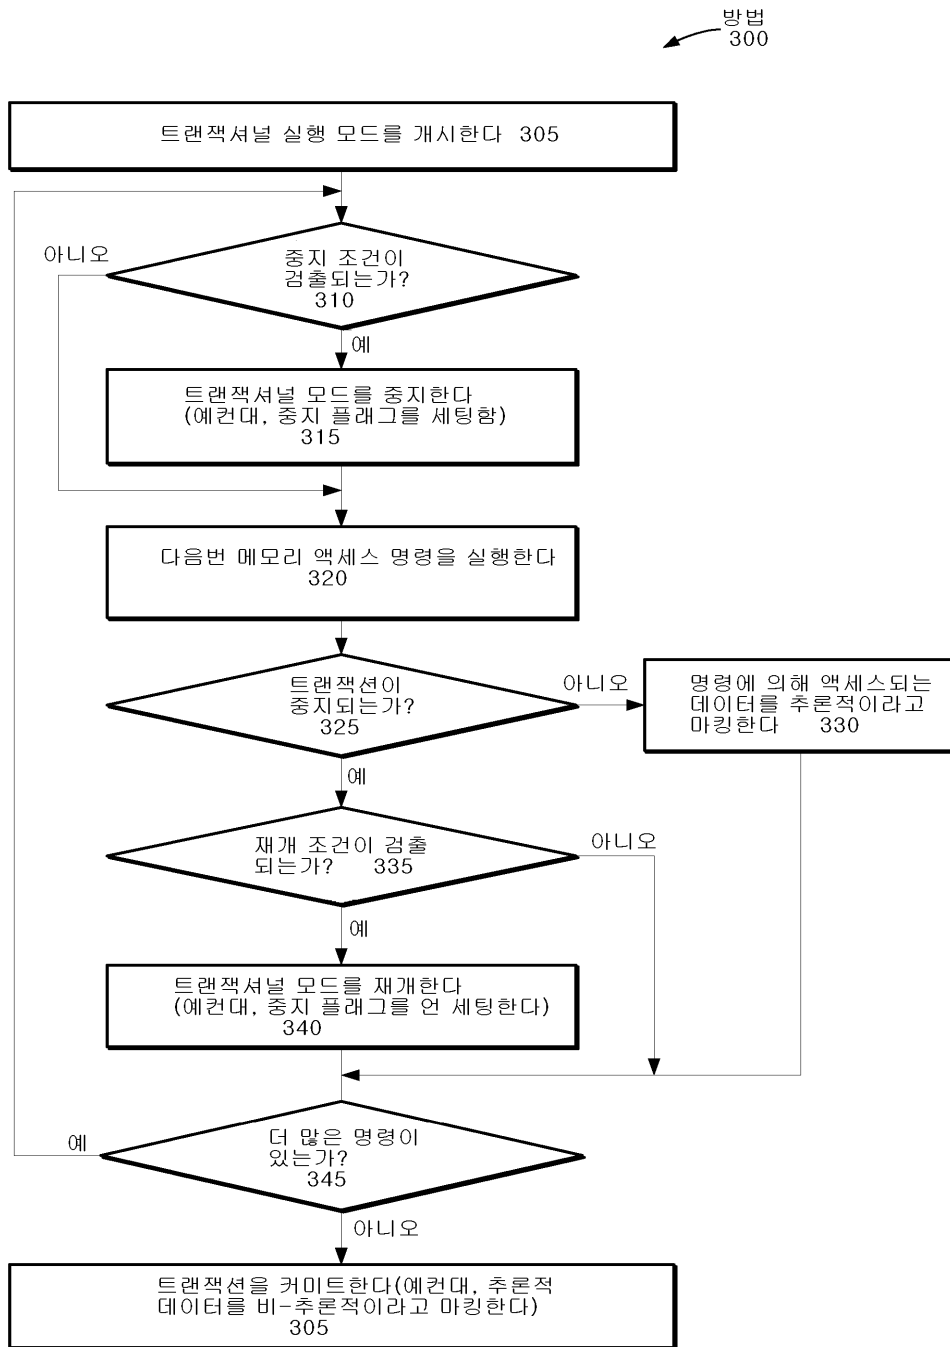 방법
300
트랜잭셔널 실행 모드를 개시한다 305
아니오
중지 조건이
검출되는가?
310
예
트랜잭셔널 모드를 중지한다
(예컨대, 중지 플래그를 세팅함)
315
다음번 메모리 액세스 명령을 실행한다
320
트랜잭션이
중지되는가?
325
아니오
명령에 의해 액세스되는
데이터를 추론적이라고
마킹한다 330
예
재개 조건이 검출
되는가? 335
아니오
예
트랜잭셔널 모드를 재개한다
(예컨대, 중지 플래그를 언 세팅한다)
340
예
더 많은 명령이
있는가?
345
아니오
트랜잭션을 커미트한다(예컨대, 추론적
데이터를 비-추론적이라고 마킹한다)
305